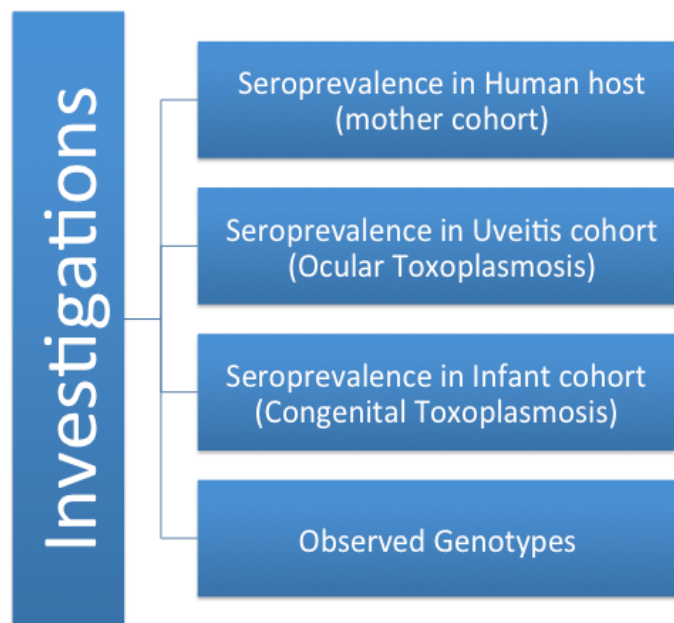 Investigations
Seroprevalence in Human host
(mother cohort)
Seroprevalence in Uveitis cohort
(Ocular Toxoplasmosis)
Seroprevalence in Infant cohort
(Congenital Toxoplasmosis)
Observed Genotypes